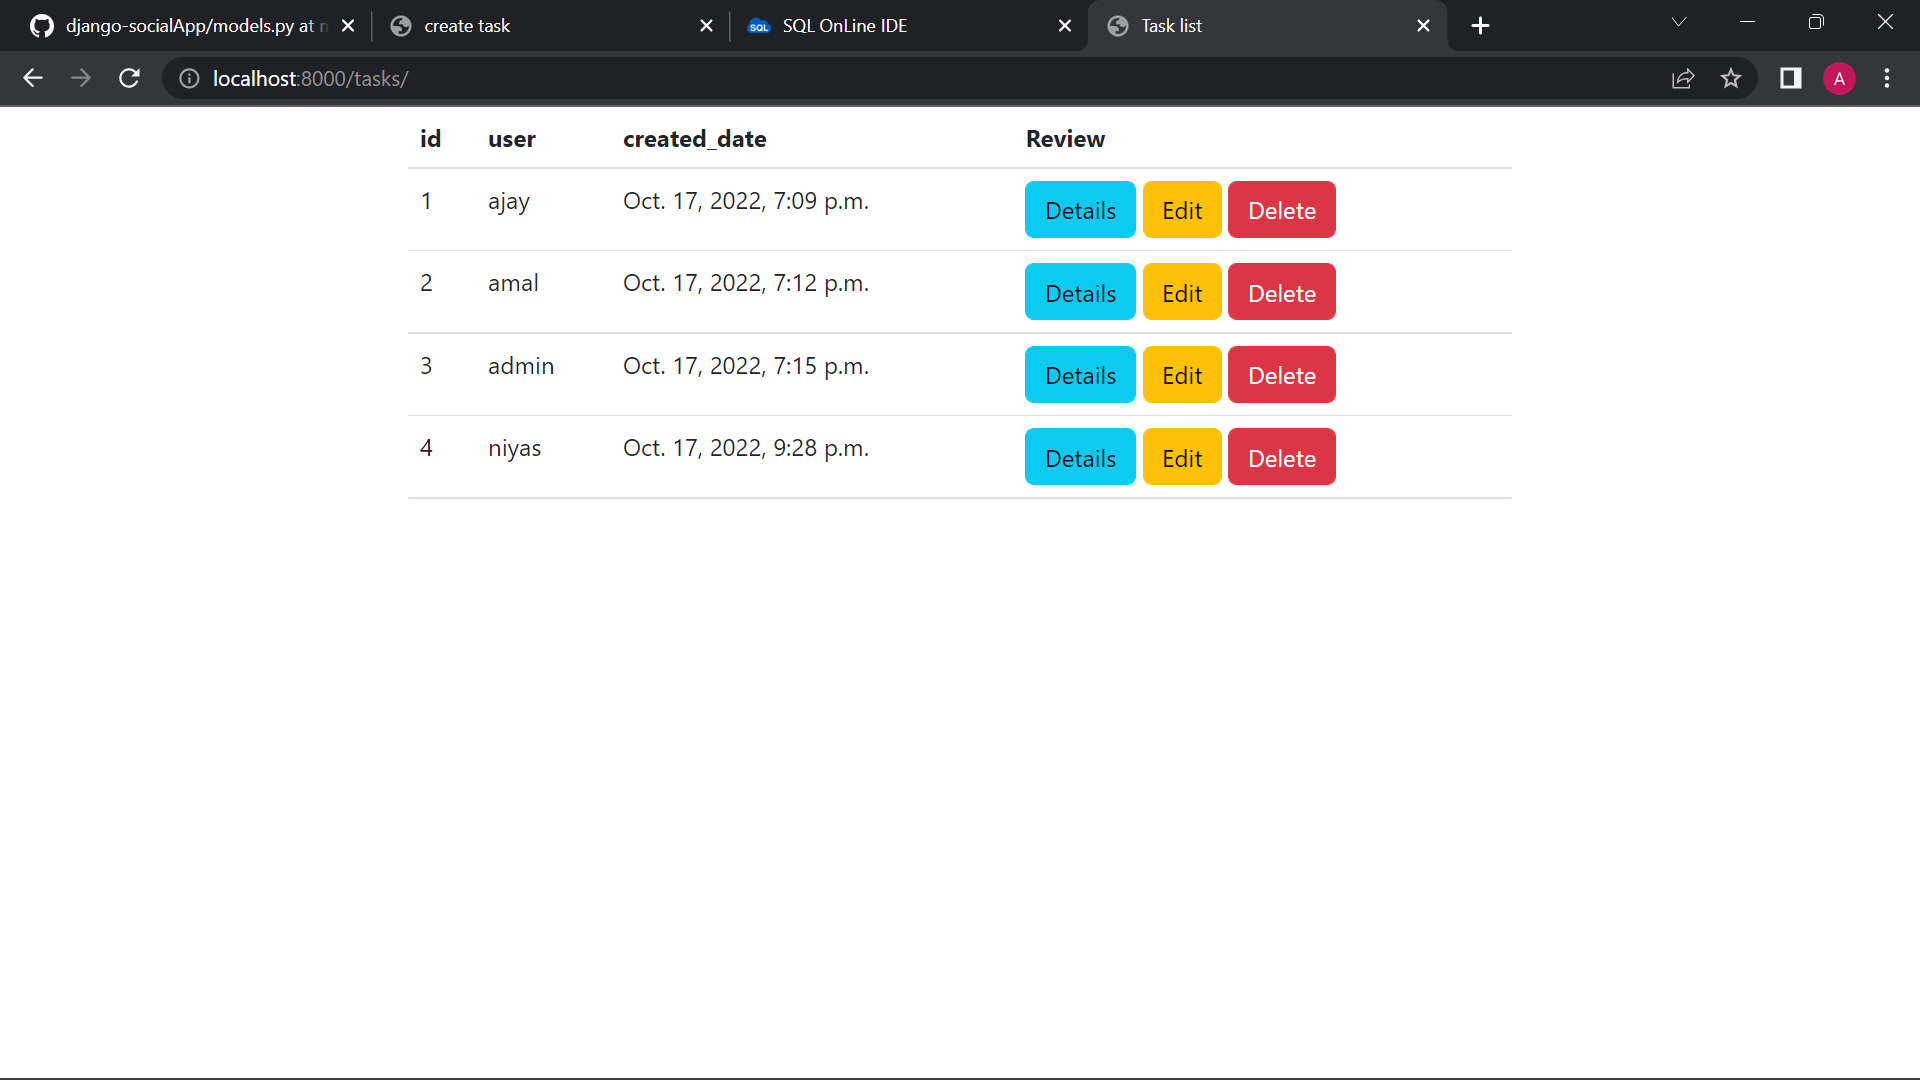 django-socialApp/models.py at
create task
SQL
SQL OnLine IDE
Task list
localhost:8000/tasks/
A
id user created_date Review
1 ajay Oct. 17, 2022, 7:09 p.m. Details Edit Delete
2 amal Oct. 17, 2022, 7:12 p.m. Details Edit Delete
3 admin Oct. 17, 2022, 7:15 p.m. Details Edit Delete
4 niyas Oct. 17, 2022, 9:28 p.m. Details Edit Delete